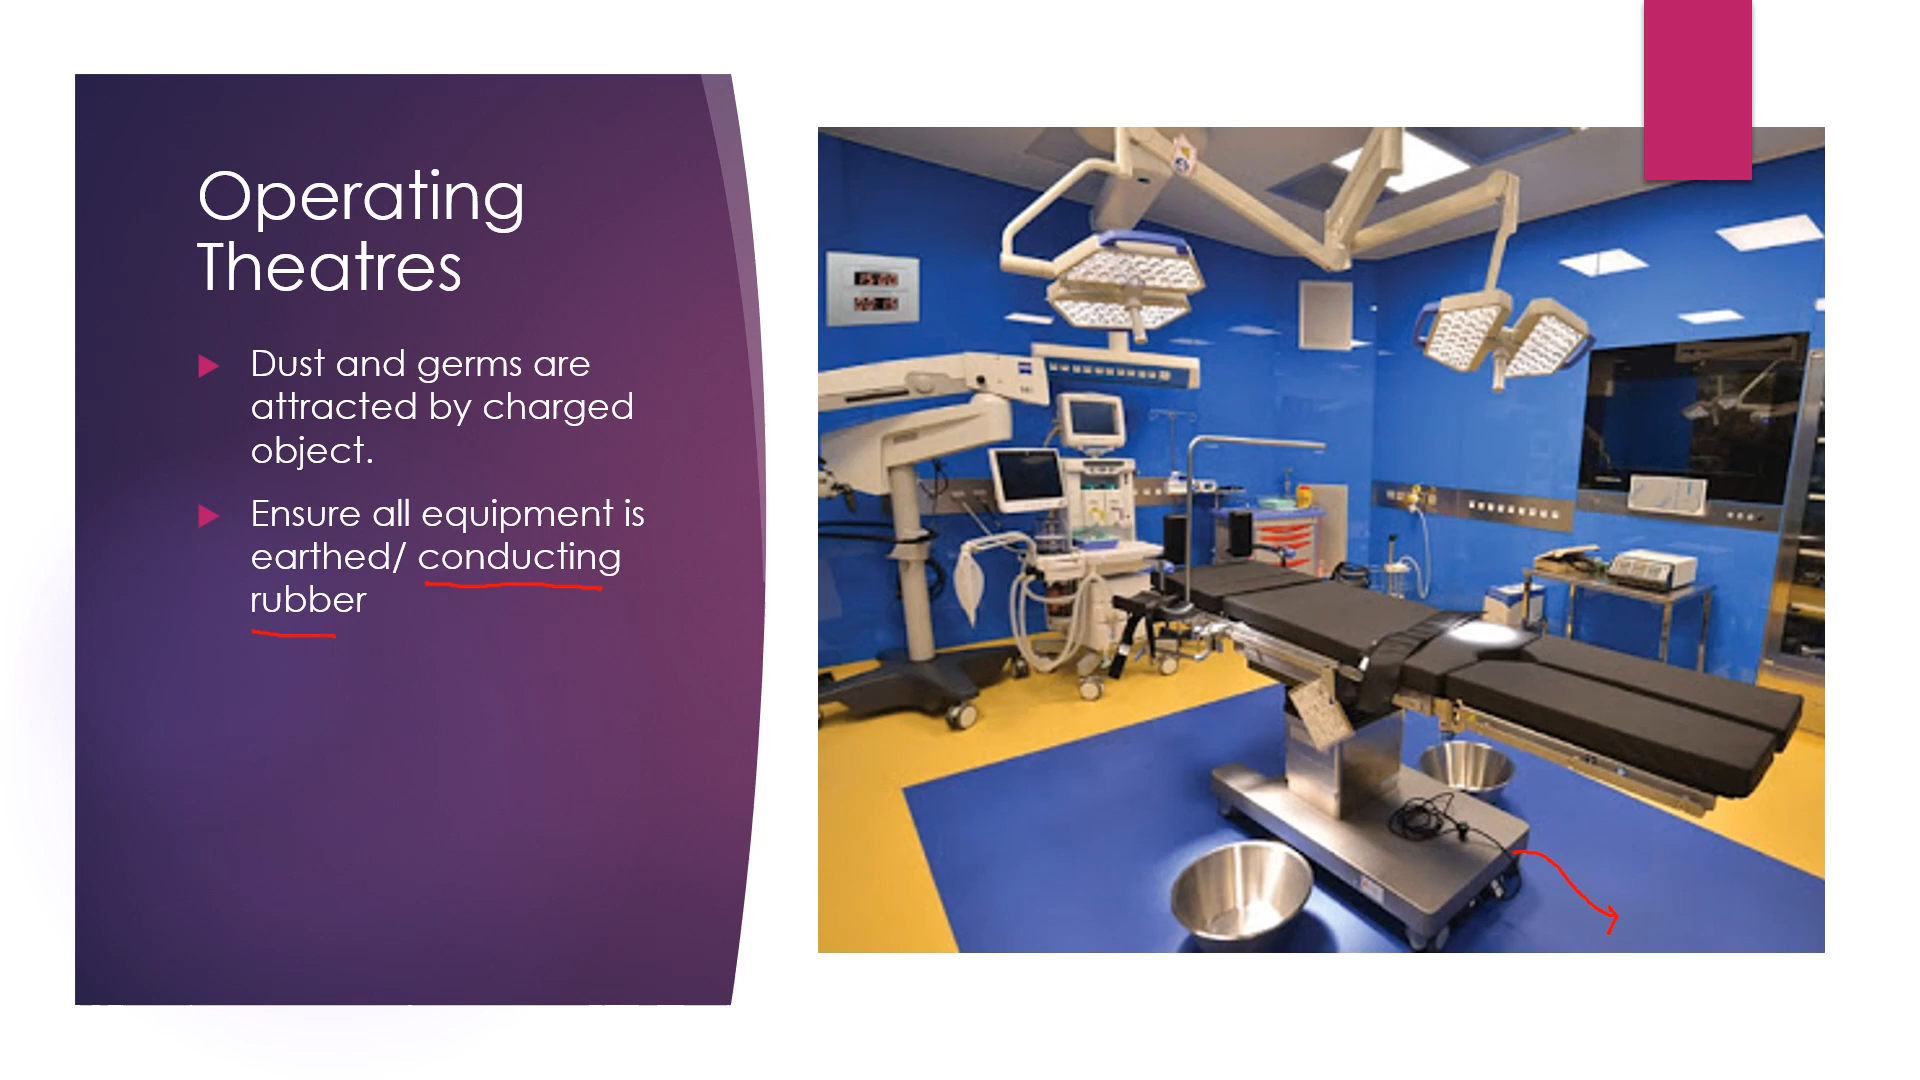 Operating
Theatres
Dust and germs are
attracted by charged
object.
Ensure all equipment is
earthed/ conducting
rubber